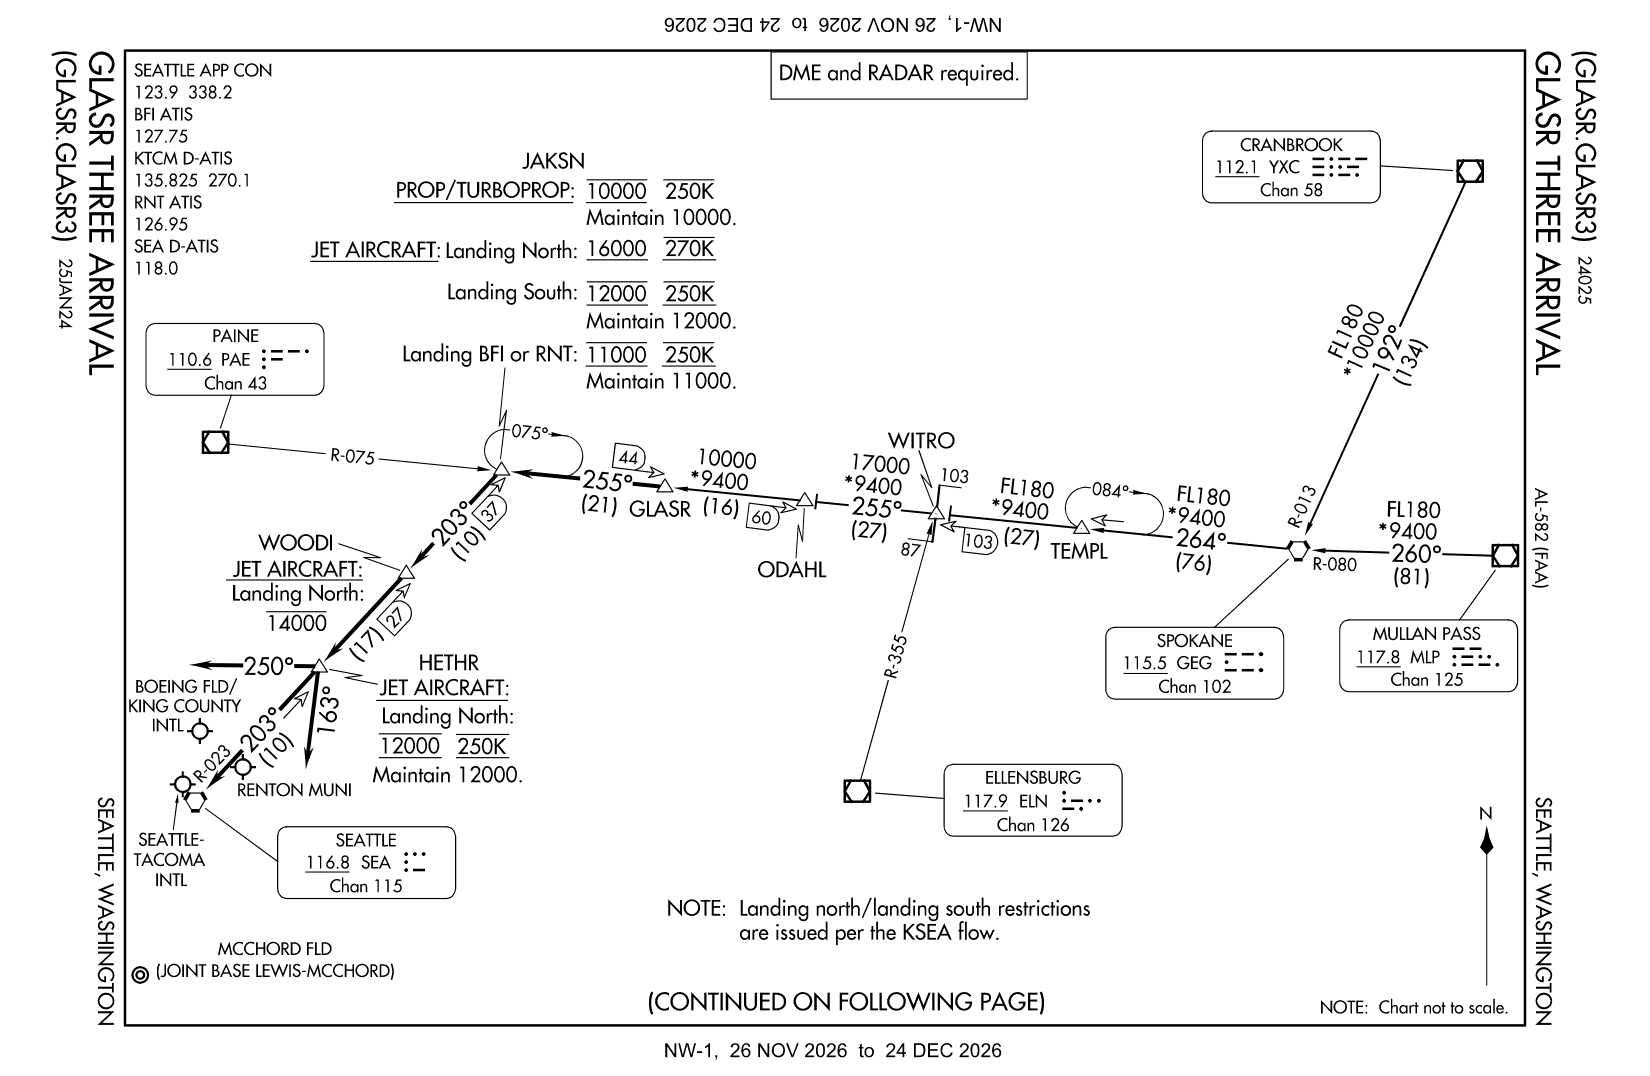 NW-1, 26 NOV 2026 to 24 DEC 2026
(GLASR.GLASR3) 25JAN24
GLASR THREE ARRIVAL
SEATTLE, WASHINGTON
SEATTLE APP CON
123.9 338.2
BFI ATIS
127.75
KTCM D-ATIS
135.825 270.1
RNT ATIS
126.95
SEA D-ATIS
118.0
DME and RADAR required.
JAKSN
PROP/TURBOPROP: 10000 250K
Maintain 10000.
JET AIRCRAFT: Landing North: 16000 270K
Landing South: 12000 250K
Maintain 12000.
Landing BFI or RNT: 11000 250K
Maintain 11000.
CRANBROOK
112.1 YXC
Chan 58
FL180
*10000
192°
(134)
R-013
PAINE
110.6 PAE
Chan 43
R-075
075°
255°
(21)
44
GLASR
10000
*9400
(16)
60
ODAHL
17000
*9400
255°
(27)
WITRO
103
87
103
FL180
*9400
(27)
084°
TEMPL
FL180
*9400
264°
(76)
R-080
FL180
*9400
260°
(81)
SPOKANE
115.5 GEG
Chan 102
MULLAN PASS
117.8 MLP
Chan 125
R-355
ELLENSBURG
117.9 ELN
Chan 126
203°
(10)
37
WOODI
JET AIRCRAFT:
Landing North:
14000
(17)
27
HETHR
JET AIRCRAFT:
Landing North:
12000 250K
Maintain 12000.
250°
163°
203°
(10)
R-023
BOEING FLD/
KING COUNTY
INTL
RENTON MUNI
SEATTLE-
TACOMA
INTL
SEATTLE
116.8 SEA
Chan 115
MCCHORD FLD
(JOINT BASE LEWIS-MCCHORD)
NOTE: Landing north/landing south restrictions
are issued per the KSEA flow.
(CONTINUED ON FOLLOWING PAGE)
N
NOTE: Chart not to scale.
(GLASR.GLASR3) 24025
GLASR THREE ARRIVAL
AL-582 (FAA)
SEATTLE, WASHINGTON
NW-1, 26 NOV 2026 to 24 DEC 2026